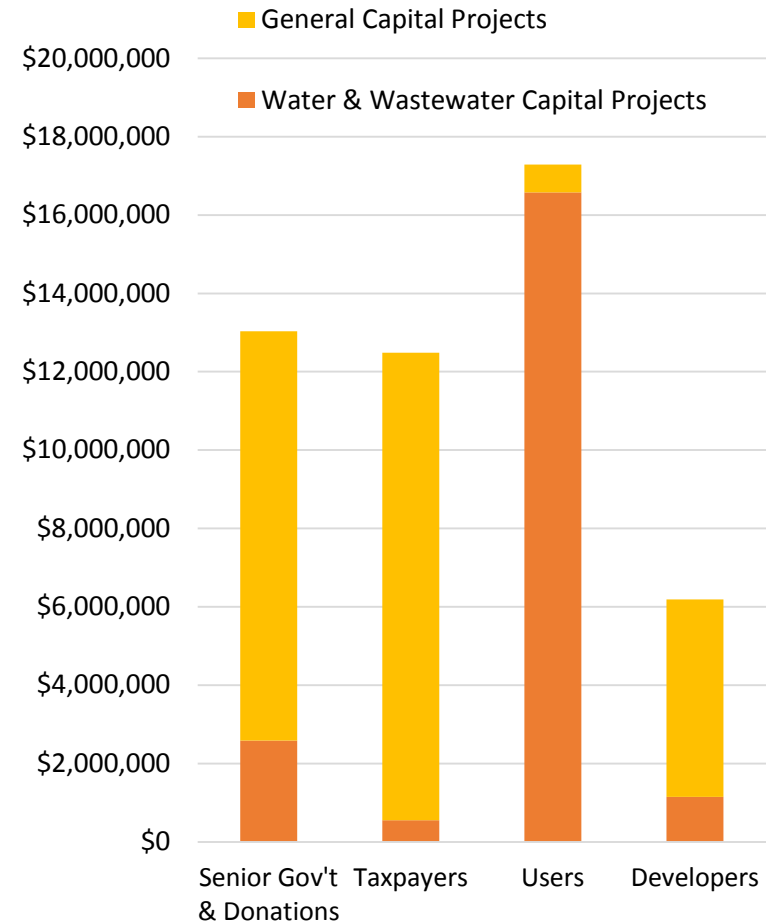 General Capital Projects
$20,000,000
Water & Wastewater Capital Projects
$18,000,000
$16,000,000
$14,000,000
$12,000,000
$10,000,000
$8,000,000
$6,000,000
$4,000,000
$2,000,000
$0
Senior Gov't Taxpayers Users Developers
& Donations